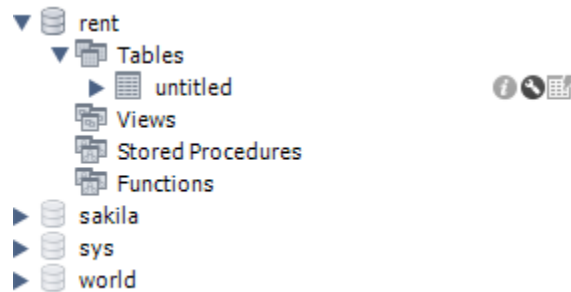 rent
Tables
untitled
Views
Stored Procedures
Functions
sakila
sys
world